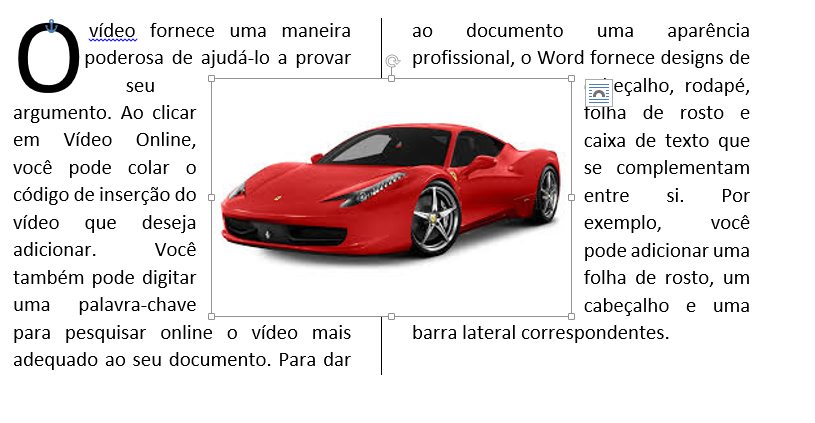 O vídeo fornece uma maneira
poderosa de ajudá-lo a provar
seu
argumento. Ao clicar
em Vídeo Online,
você pode colar o
código de inserção do
vídeo que deseja
adicionar. Você
também pode digitar
uma palavra-chave
para pesquisar online o vídeo mais
adequado ao seu documento. Para dar
ao documento uma aparência
profissional, o Word fornece designs de
eçalho, rodapé,
folha de rosto e
caixa de texto que
se complementam
entre si. Por
exemplo, você
pode adicionar uma
folha de rosto, um
cabeçalho e uma
barra lateral correspondentes.